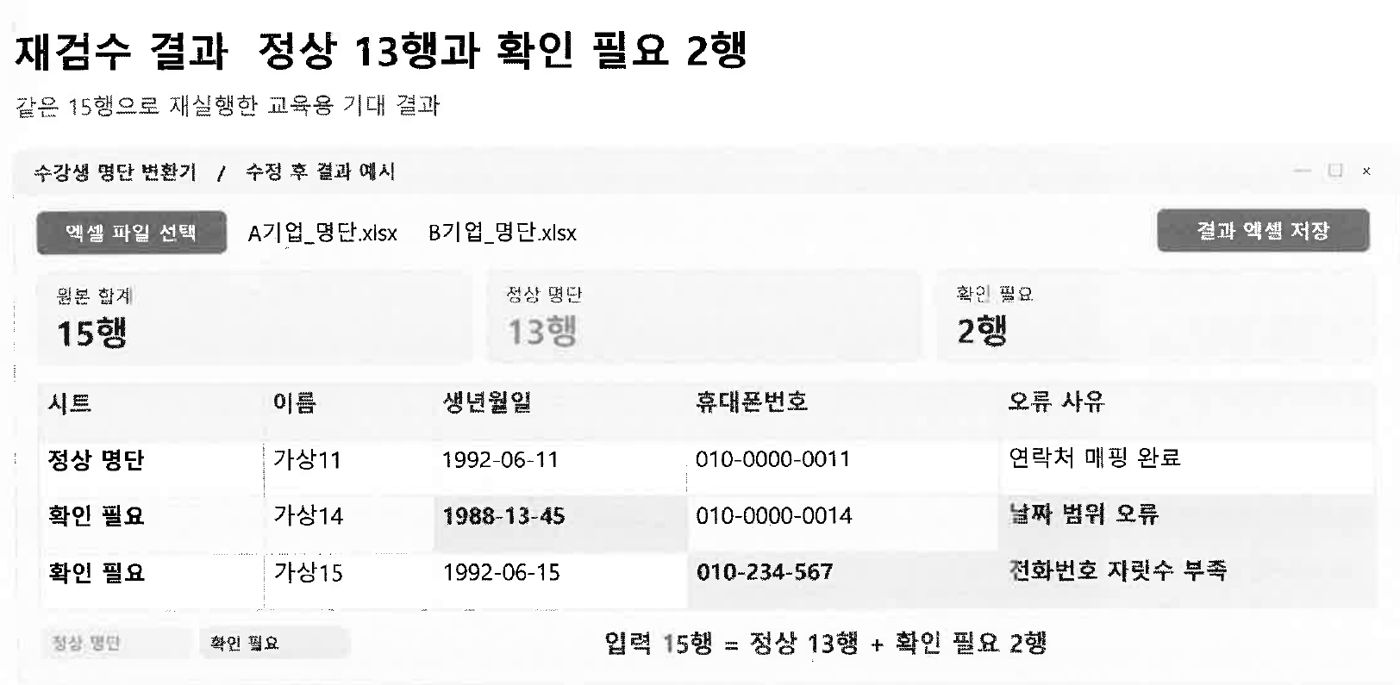 재검수 결과 정상 13행과 확인 필요 2행
같은 15행으로 재실행한 교육용 기대 결과
수강생 명단 변환기 / 수정 후 결과 예시
엑셀 파일 선택 A기업_명단.xlsx B기업_명단.xlsx 결과 엑셀 저장
원본 합계 정상 명단 확인 필요
15행 13행 2행
시트 이름 생년월일 휴대폰번호 오류 사유
정상 명단 가상11 1992-06-11 010-0000-0011 연락처 매핑 완료
확인 필요 가상14 1988-13-45 010-0000-0014 날짜 범위 오류
확인 필요 가상15 1992-06-15 010-234-567 전화번호 자릿수 부족
정상 명단 확인 필요 입력 15행 = 정상 13행 + 확인 필요 2행